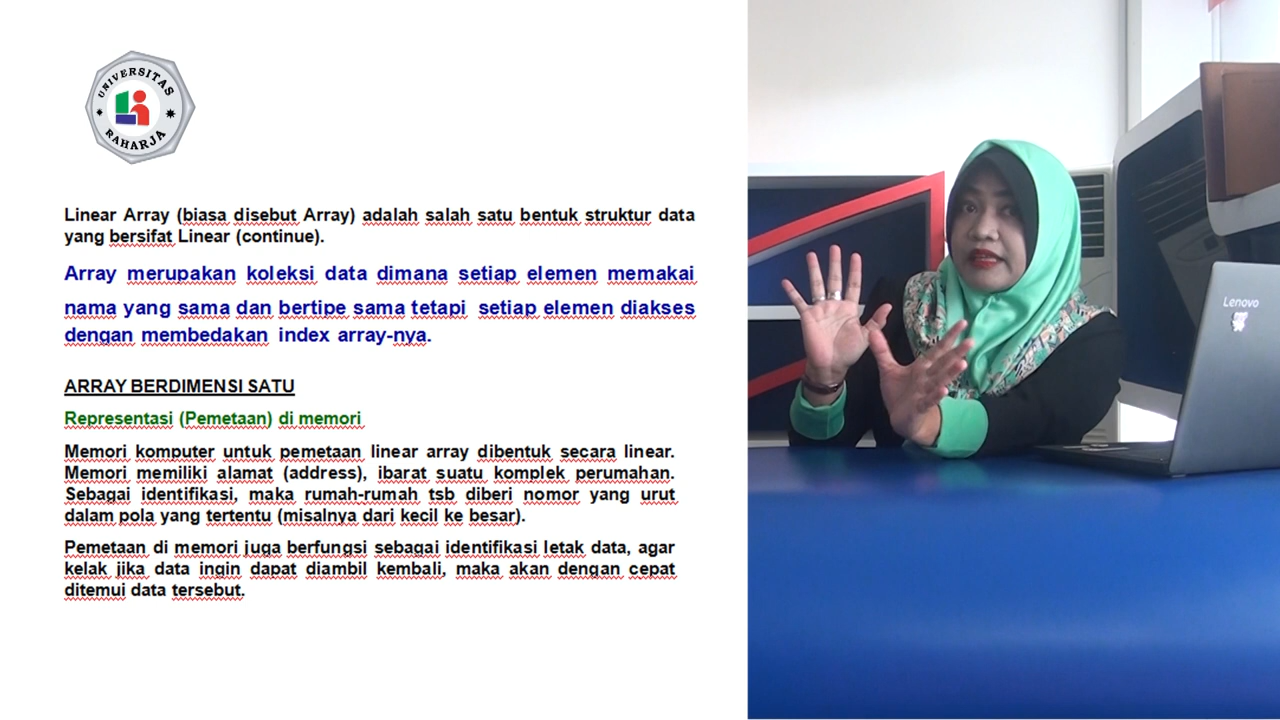 UNIVERSITAS
RAHARJA
Linear Array (biasa disebut Array) adalah salah satu bentuk struktur data
yang bersifat Linear (continue).
Array merupakan koleksi data dimana setiap elemen memakai
nama yang sama dan bertipe sama tetapi setiap elemen diakses
dengan membedakan index array-nya.
ARRAY BERDIMENSI SATU
Representasi (Pemetaan) di memori
Memori komputer untuk pemetaan linear array dibentuk secara linear.
Memori memiliki alamat (address), ibarat suatu komplek perumahan.
Sebagai identifikasi, maka rumah-rumah tsb diberi nomor yang urut
dalam pola yang tertentu (misalnya dari kecil ke besar).
Pemetaan di memori juga berfungsi sebagai identifikasi letak data, agar
kelak jika data ingin dapat diambil kembali, maka akan dengan cepat
ditemui data tersebut.
Lenovo